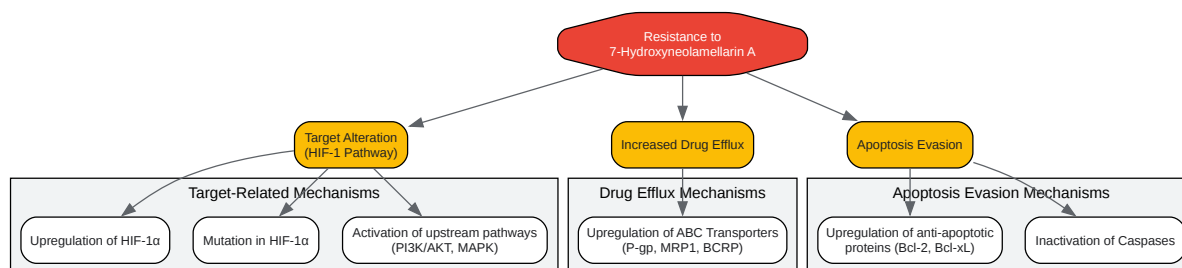 Resistance to
7-Hydroxyneolamellarin A
Target Alteration
(HIF-1 Pathway)
Increased Drug Efflux
Apoptosis Evasion
Target-Related Mechanisms
Drug Efflux Mechanisms
Apoptosis Evasion Mechanisms
Upregulation of HIF-1α
Mutation in HIF-1α
Activation of upstream pathways
(PI3K/AKT, MAPK)
Upregulation of ABC Transporters
(P-gp, MRP1, BCRP)
Upregulation of anti-apoptotic
proteins (Bcl-2, Bcl-xL)
Inactivation of Caspases